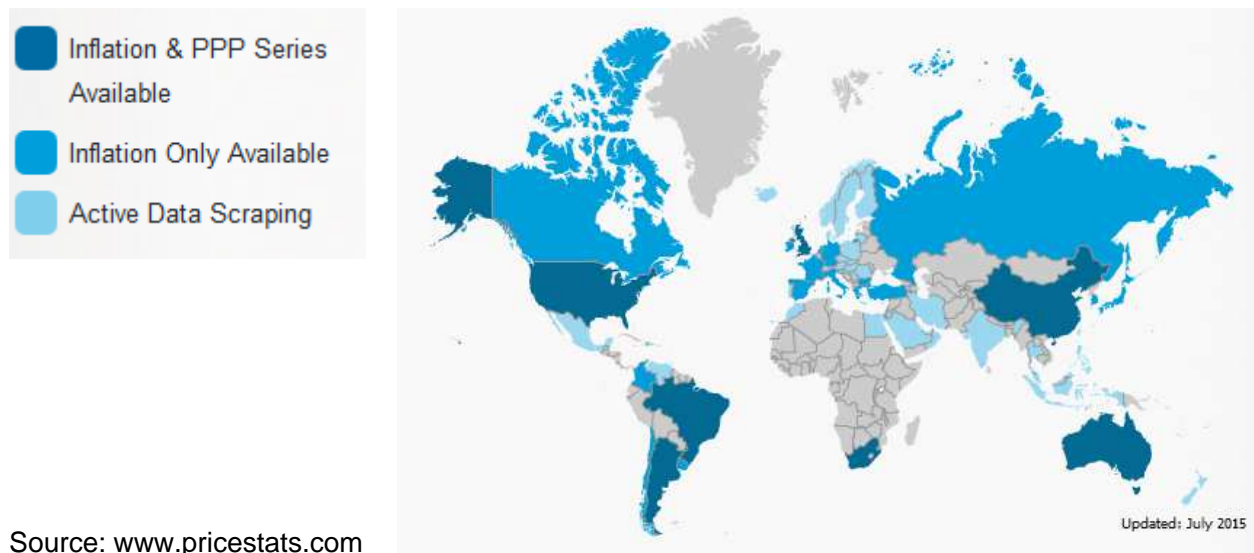 Inflation & PPP Series
Available
Inflation Only Available
Active Data Scraping
Updated: July 2015
Source: www.pricestats.com